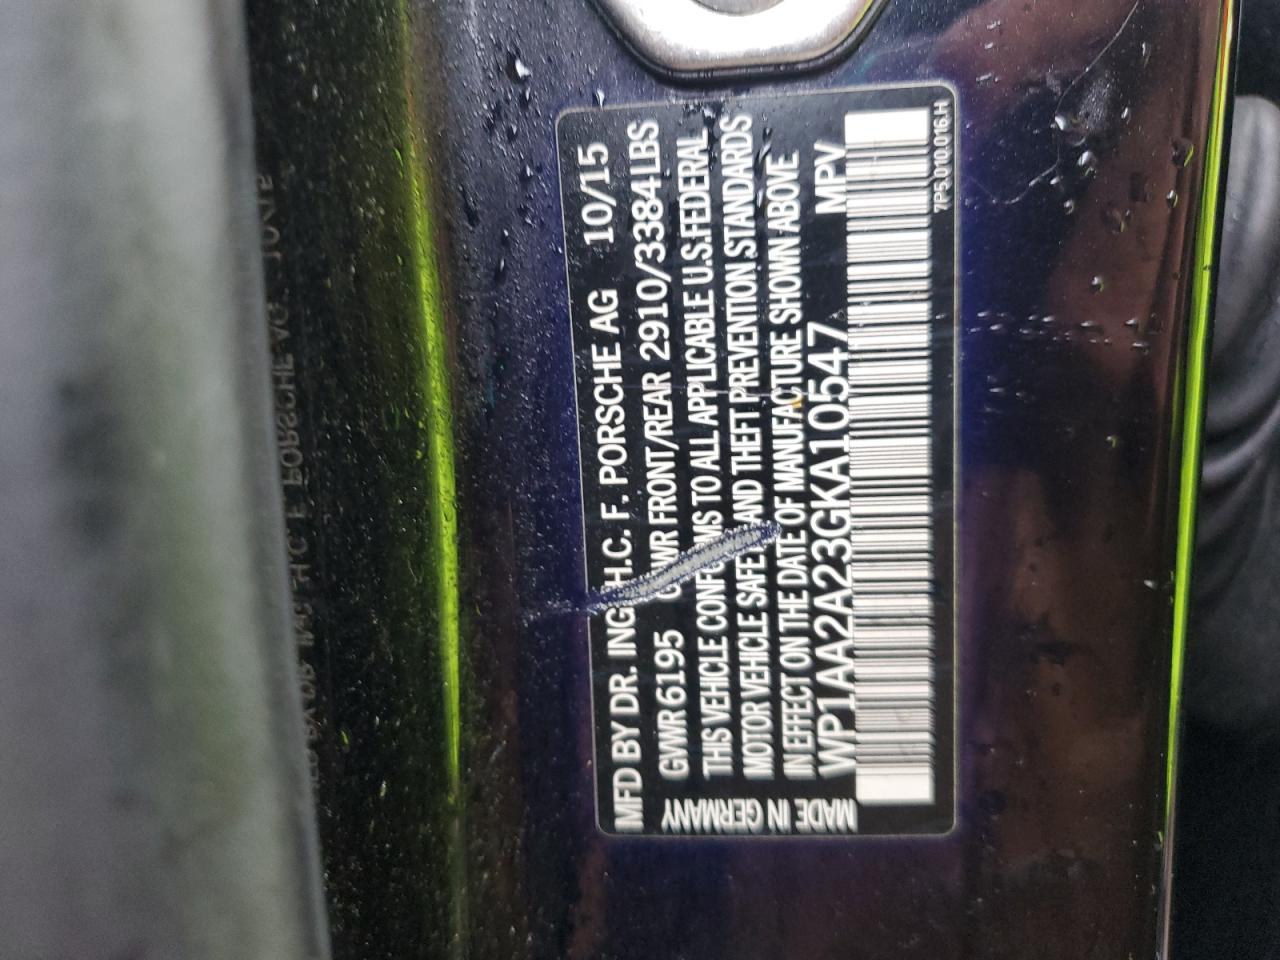 MFD BY DR. ING.H.C. F. PORSCHE AG 10/15
GVWR 6195 GAWR FRONT/REAR 2910/3384LBS
THIS VEHICLE CONFORMS TO ALL APPLICABLE U.S.FEDERAL
MOTOR VEHICLE SAFETY AND THEFT PREVENTION STANDARDS
IN EFFECT ON THE DATE OF MANUFACTURE SHOWN ABOVE
WP1AA2A23GKA10547 MPV
MADE IN GERMANY
7P5.010.016.H